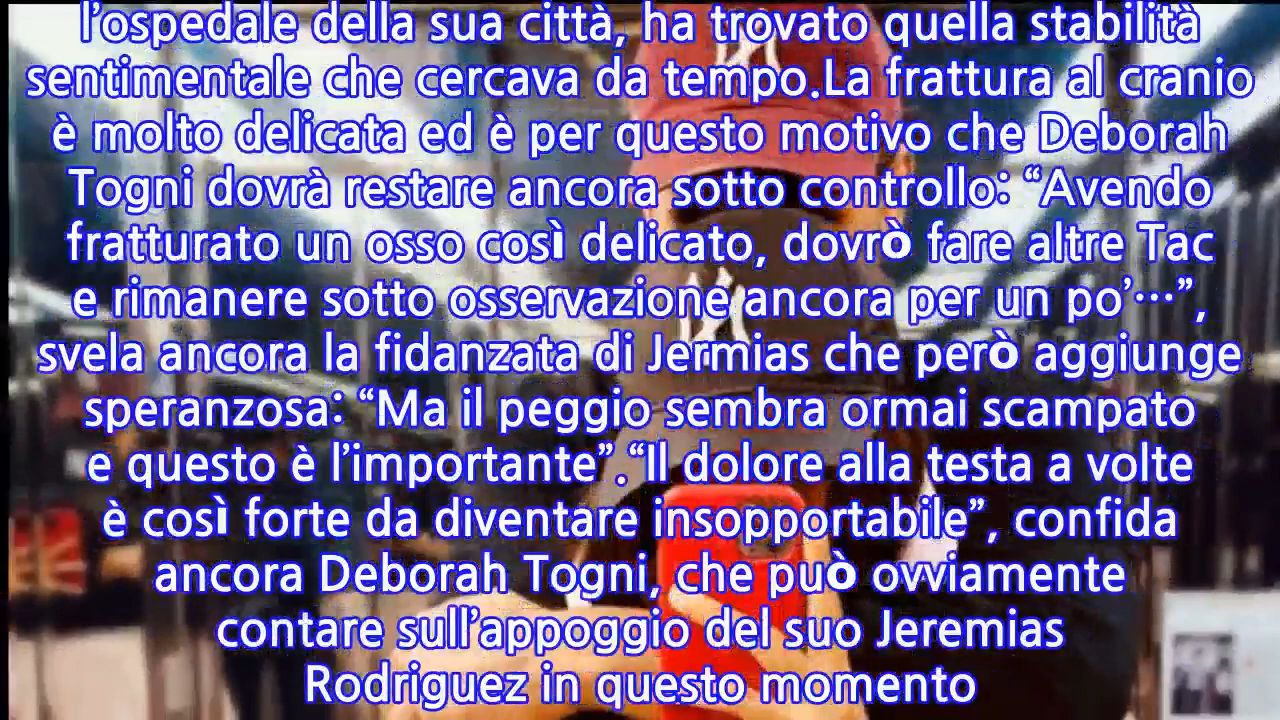 l'ospedale della sua città, ha trovato quella stabilità
sentimentale che cercava da tempo.La frattura al cranio
è molto delicata ed è per questo motivo che Deborah
Togni dovrà restare ancora sotto controllo: “Avendo
fratturato un osso così delicato, dovrò fare altre Tac
e rimanere sotto osservazione ancora per un po’…”,
svela ancora la fidanzata di Jermias che però aggiunge
speranzosa: “Ma il peggio sembra ormai scampato
e questo è l’importante”.“Il dolore alla testa a volte
è così forte da diventare insopportabile”, confida
ancora Deborah Togni, che può ovviamente
contare sull’appoggio del suo Jeremias
Rodriguez in questo momento